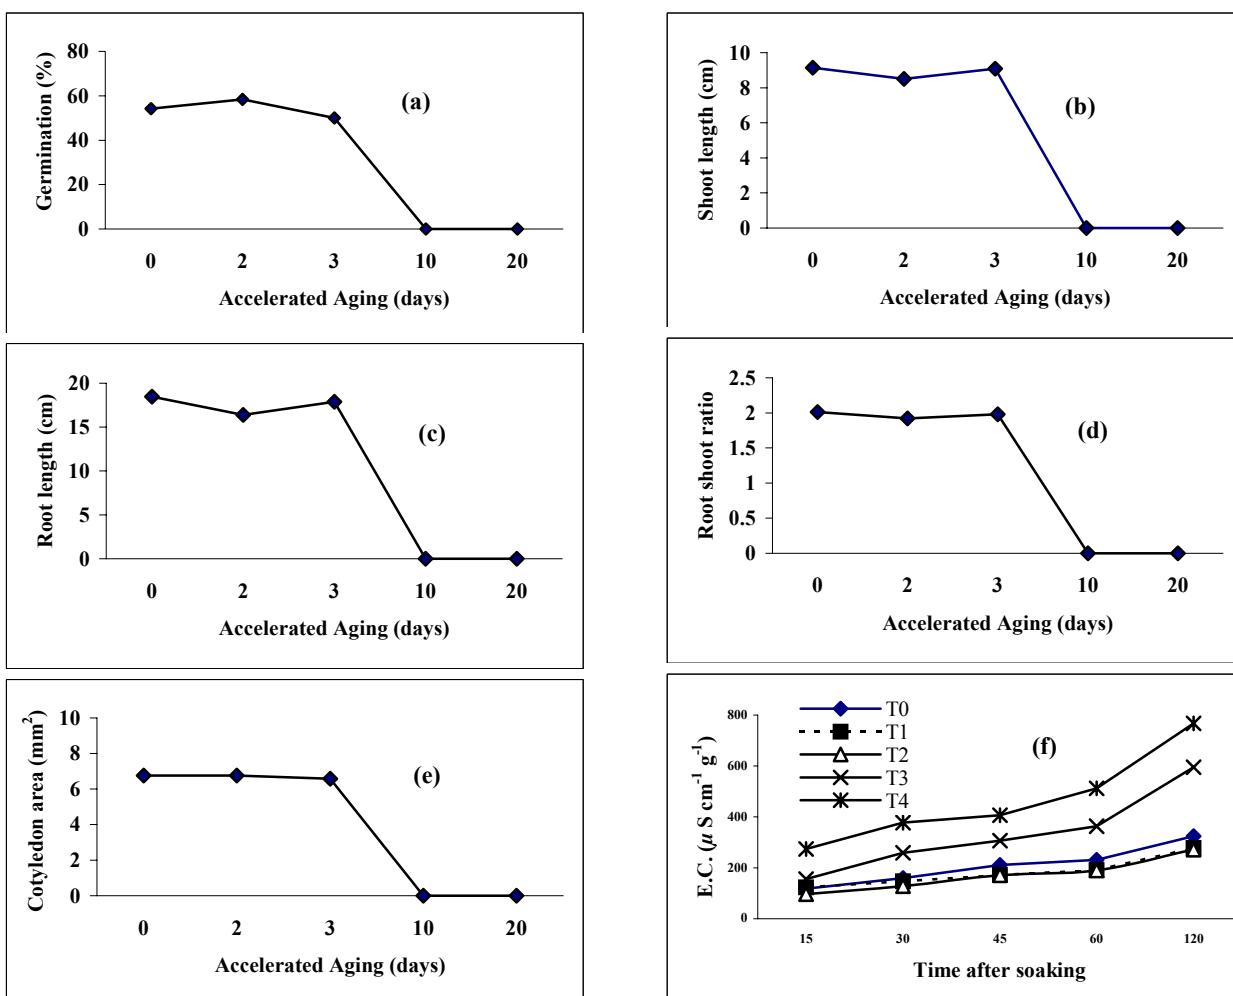 80
60
40
20
0
Germination (%)
(a)
0 2 3 10 20
Accelerated Aging (days)
10
8
6
4
2
0
Shoot length (cm)
(b)
0 2 3 10 20
Accelerated Aging (days)
20
15
10
5
0
Root length (cm)
(c)
0 2 3 10 20
Accelerated Aging (days)
2.5
2
1.5
1
0.5
0
Root shoot ratio
(d)
0 2 3 10 20
Accelerated Aging (days)
10
8
6
4
2
0
Cotyledon area (mm²)
(e)
0 2 3 10 20
Accelerated Aging (days)
800
600
400
200
0
E.C. (µ S cm⁻¹ g⁻¹)
T0
T1
T2
T3
T4
(f)
15 30 45 60 120
Time after soaking